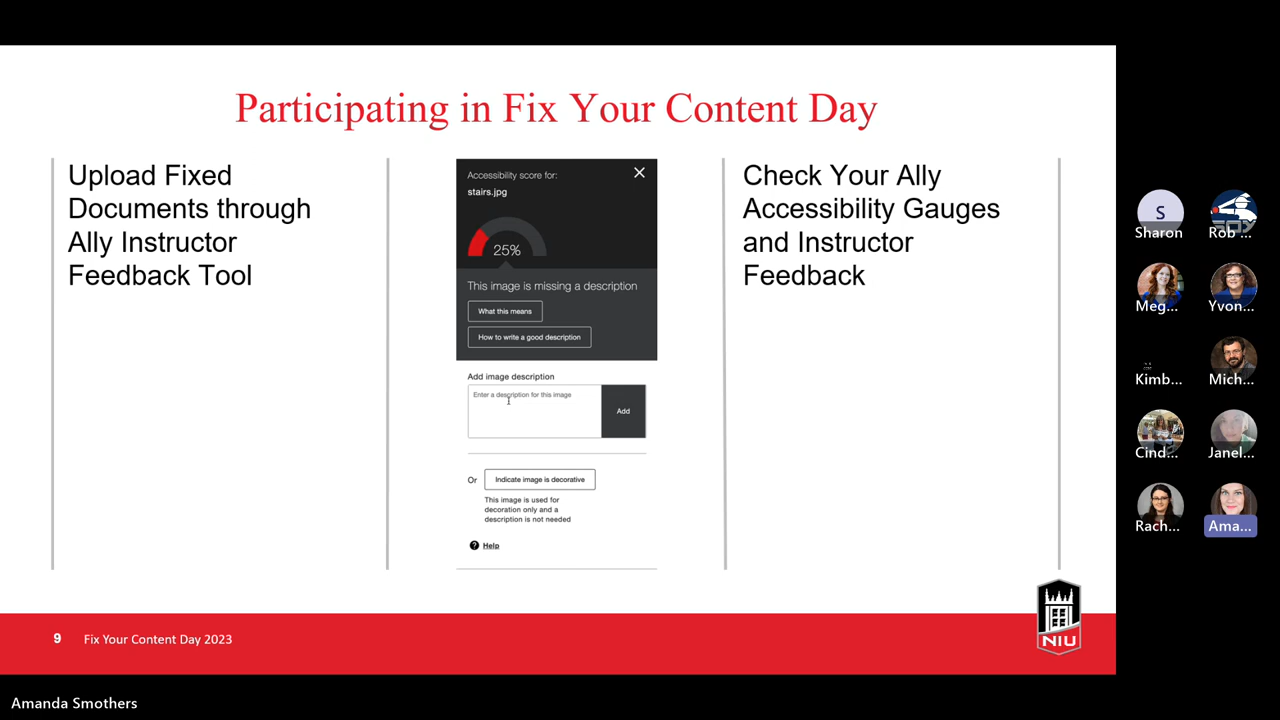 Participating in Fix Your Content Day
Upload Fixed
Documents through
Ally Instructor
Feedback Tool
Accessibility score for:
stairs.jpg
25%
This image is missing a description
What this means
How to write a good description
Add image description
Enter a description for this image
Add
Or
Indicate image is decorative
This image is used for
decoration only and a
description is not needed
? Help
Check Your Ally
Accessibility Gauges
and Instructor
Feedback
9 Fix Your Content Day 2023
NIU
S
Sharon
Rob ...
Meg...
Yvon...
Kimb...
Mich...
Cind...
Janel...
Rach...
Ama...
Amanda Smothers